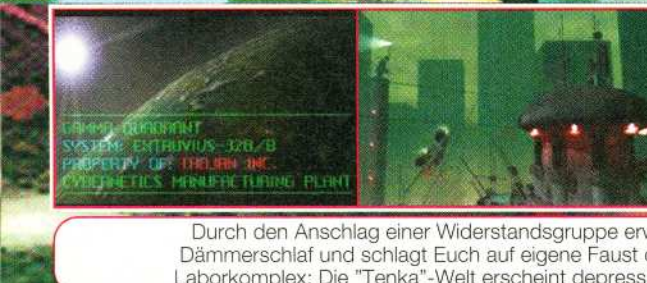 GAMMA QUADRANT
SYSTEM: EXTRUVIUS-328/B
PROPERTY OF: TROJAN INC.
CYBERNETICS MANUFACTURING PLANT
Durch den Anschlag einer Widerstandsgruppe erw
Dämmerschlaf und schlagt Euch auf eigene Faust
Laborkomplex: Die "Tenka"-Welt erscheint depress